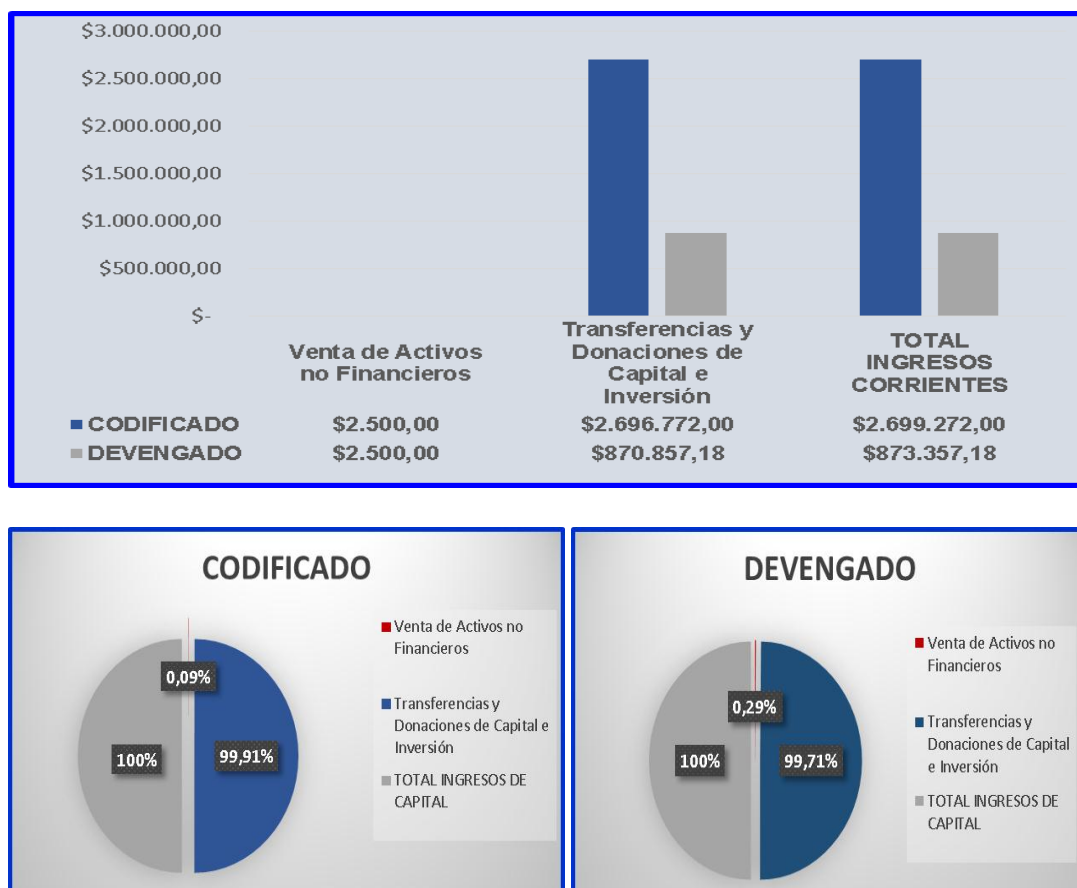 $3.000.000,00
$2.500.000,00
$2.000.000,00
$1.500.000,00
$1.000.000,00
$500.000,00
$-
Venta de Activos
no Financieros
Transferencias y
Donaciones de
Capital e
Inversión
TOTAL
INGRESOS
CORRIENTES
CODIFICADO $2.500,00 $2.696.772,00 $2.699.272,00
DEVENGADO $2.500,00 $870.857,18 $873.357,18
CODIFICADO
0,09%
100%
99,91%
Venta de Activos no
Financieros
Transferencias y
Donaciones de Capital e
Inversión
TOTAL INGRESOS DE
CAPITAL
DEVENGADO
0,29%
100%
99,71%
Venta de Activos no
Financieros
Transferencias y
Donaciones de Capital
e Inversión
TOTAL INGRESOS DE
CAPITAL